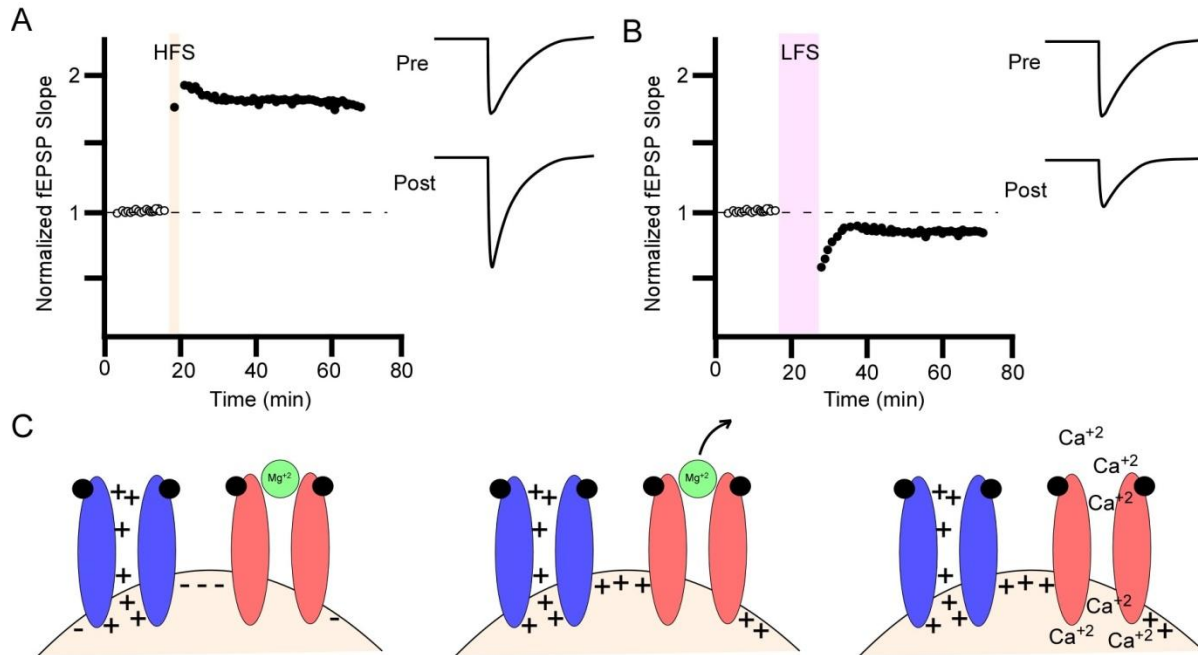 A
HFS
Normalized fEPSP Slope
2
1
0
20
40
60
80
Time (min)
Pre
Post
B
LFS
Normalized fEPSP Slope
2
1
0
20
40
60
80
Time (min)
Pre
Post
C
+ +
+
+
+
+ +
- - -
-
-
Mg+2
+ +
+
+
+
+ +
+ + +
+ +
Mg+2
+ +
+
+
+
+ +
+ + +
+ +
Ca+2
Ca+2
Ca+2
Ca+2
Ca+2
Ca+2